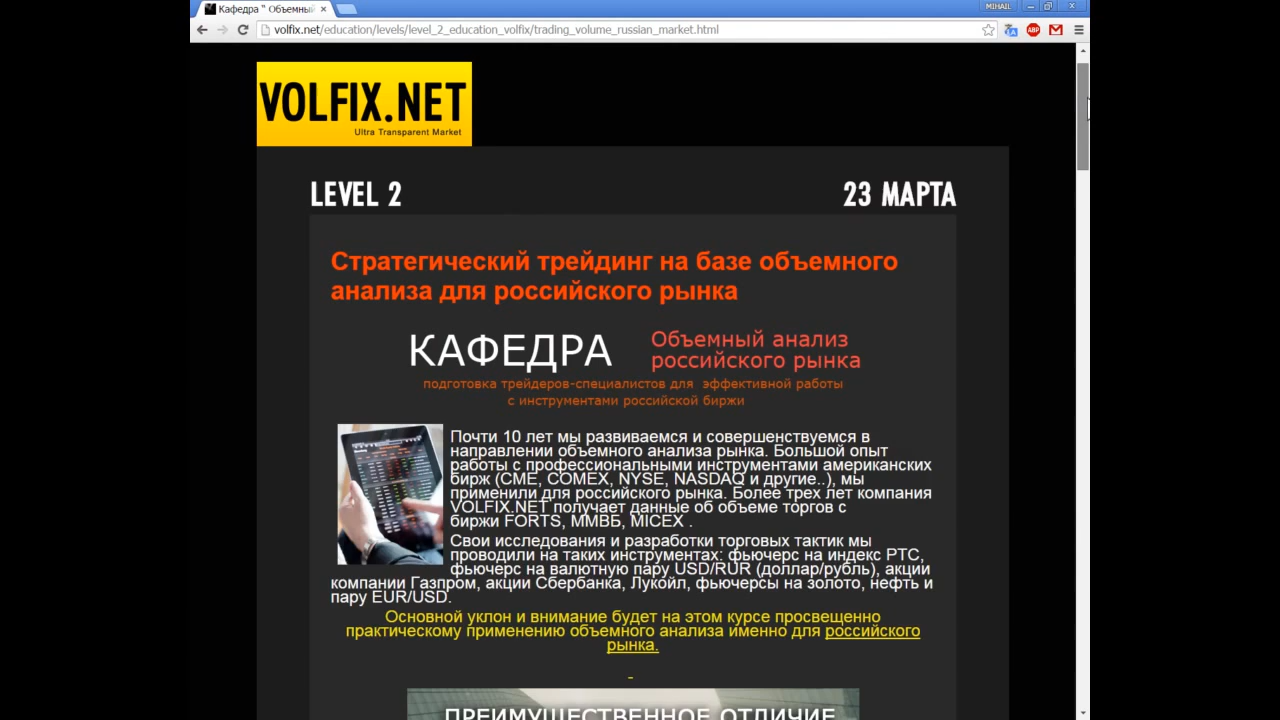 Кафедра " Объемный
MIHAIL
volfix.net/education/levels/level_2_education_volfix/trading_volume_russian_market.html
ABP
VOLFIX.NET
Ultra Transparent Market
LEVEL 2
23 МАРТА
Стратегический трейдинг на базе объемного
анализа для российского рынка
КАФЕДРА
Объемный анализ
российского рынка
подготовка трейдеров-специалистов для эффективной работы
с инструментами российской биржи
Почти 10 лет мы развиваемся и совершенствуемся в
направлении объемного анализа рынка. Большой опыт
работы с профессиональными инструментами американских
бирж (CME, COMEX, NYSE, NASDAQ и другие..), мы
применили для российского рынка. Более трех лет компания
VOLFIX.NET получает данные об объеме торгов с
биржи FORTS, ММВБ, MICEX .
Свои исследования и разработки торговых тактик мы
проводили на таких инструментах: фьючерс на индекс РТС,
фьючерс на валютную пару USD/RUR (доллар/рубль), акции
компании Газпром, акции Сбербанка, Лукойл, фьючерсы на золото, нефть и
пару EUR/USD.
Основной уклон и внимание будет на этом курсе просвещенно
практическому применению объемного анализа именно для российского
рынка.
ПРЕИМУЩЕСТВЕННОЕ ОТЛИЧИЕ